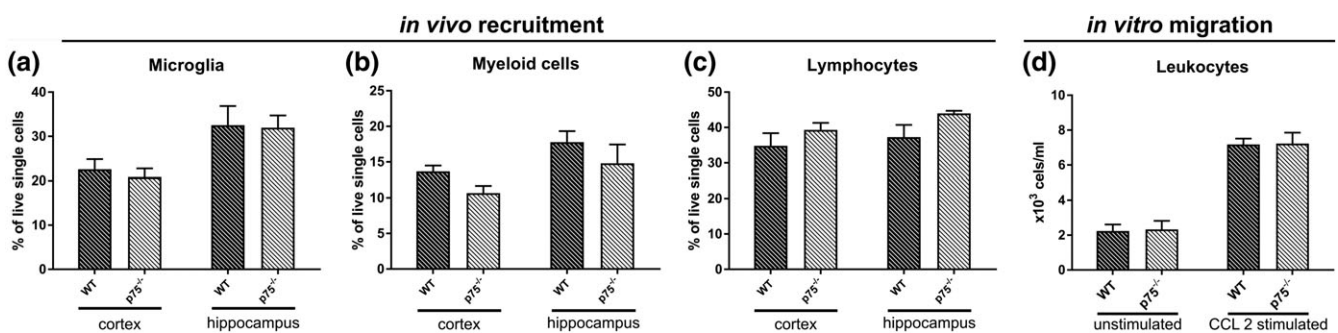 in vivo recruitment
in vitro migration
(a)
Microglia
% of live single cells
40
30
20
10
0
WT
p75-/-
WT
p75-/-
cortex
hippocampus
(b)
Myeloid cells
% of live single cells
25
20
15
10
5
0
WT
p75-/-
WT
p75-/-
cortex
hippocampus
(c)
Lymphocytes
% of live single cells
50
40
30
20
10
0
WT
p75-/-
WT
p75-/-
cortex
hippocampus
(d)
Leukocytes
x10³ cels/ml
10
8
6
4
2
0
WT
p75-/-
WT
p75-/-
unstimulated
CCL 2 stimulated